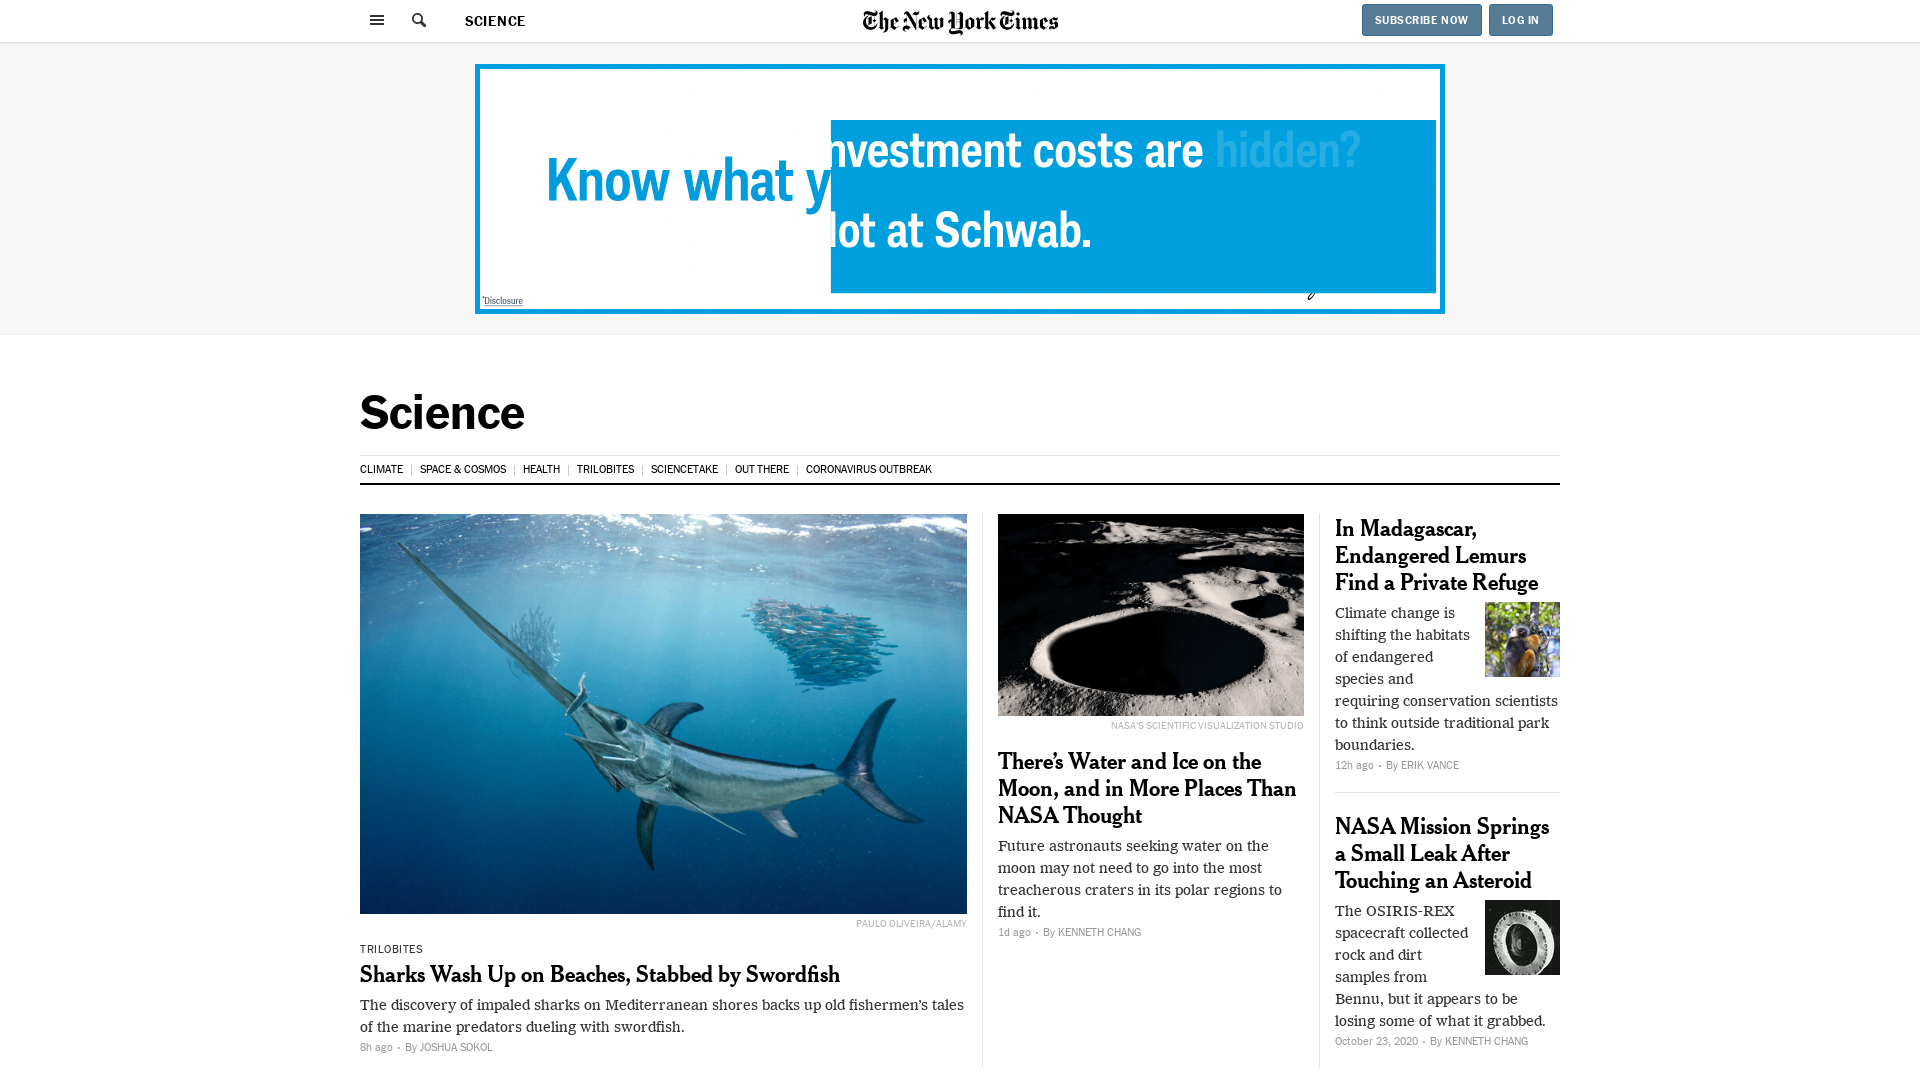 SCIENCE
The New York Times
SUBSCRIBE NOW
LOG IN
Know what y
nvestment costs are hidden?
ot at Schwab.
*Disclosure
Science
CLIMATE
SPACE & COSMOS
HEALTH
TRILOBITES
SCIENCETAKE
OUT THERE
CORONAVIRUS OUTBREAK
PAULO OLIVEIRA/ALAMY
TRILOBITES
Sharks Wash Up on Beaches, Stabbed by Swordfish
The discovery of impaled sharks on Mediterranean shores backs up old fishermen’s tales
of the marine predators dueling with swordfish.
8h ago • By JOSHUA SOKOL
NASA'S SCIENTIFIC VISUALIZATION STUDIO
There’s Water and Ice on the
Moon, and in More Places Than
NASA Thought
Future astronauts seeking water on the
moon may not need to go into the most
treacherous craters in its polar regions to
find it.
1d ago • By KENNETH CHANG
In Madagascar,
Endangered Lemurs
Find a Private Refuge
Climate change is
shifting the habitats
of endangered
species and
requiring conservation scientists
to think outside traditional park
boundaries.
12h ago • By ERIK VANCE
NASA Mission Springs
a Small Leak After
Touching an Asteroid
The OSIRIS-REX
spacecraft collected
rock and dirt
samples from
Bennu, but it appears to be
losing some of what it grabbed.
October 23, 2020 • By KENNETH CHANG